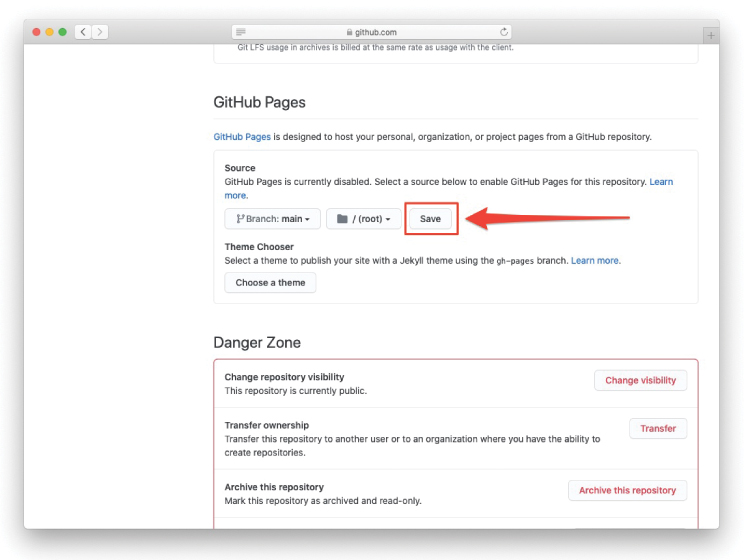 github.com
Git LFS usage in archives is billed at the same rate as usage with the client.
GitHub Pages
GitHub Pages is designed to host your personal, organization, or project pages from a GitHub repository.
Source
GitHub Pages is currently disabled. Select a source below to enable GitHub Pages for this repository. Learn
more.
Branch: main / (root) Save
Theme Chooser
Select a theme to publish your site with a Jekyll theme using the gh-pages branch. Learn more.
Choose a theme
Danger Zone
Change repository visibility
This repository is currently public.
Change visibility
Transfer ownership
Transfer this repository to another user or to an organization where you have the ability to
create repositories.
Transfer
Archive this repository
Mark this repository as archived and read-only.
Archive this repository